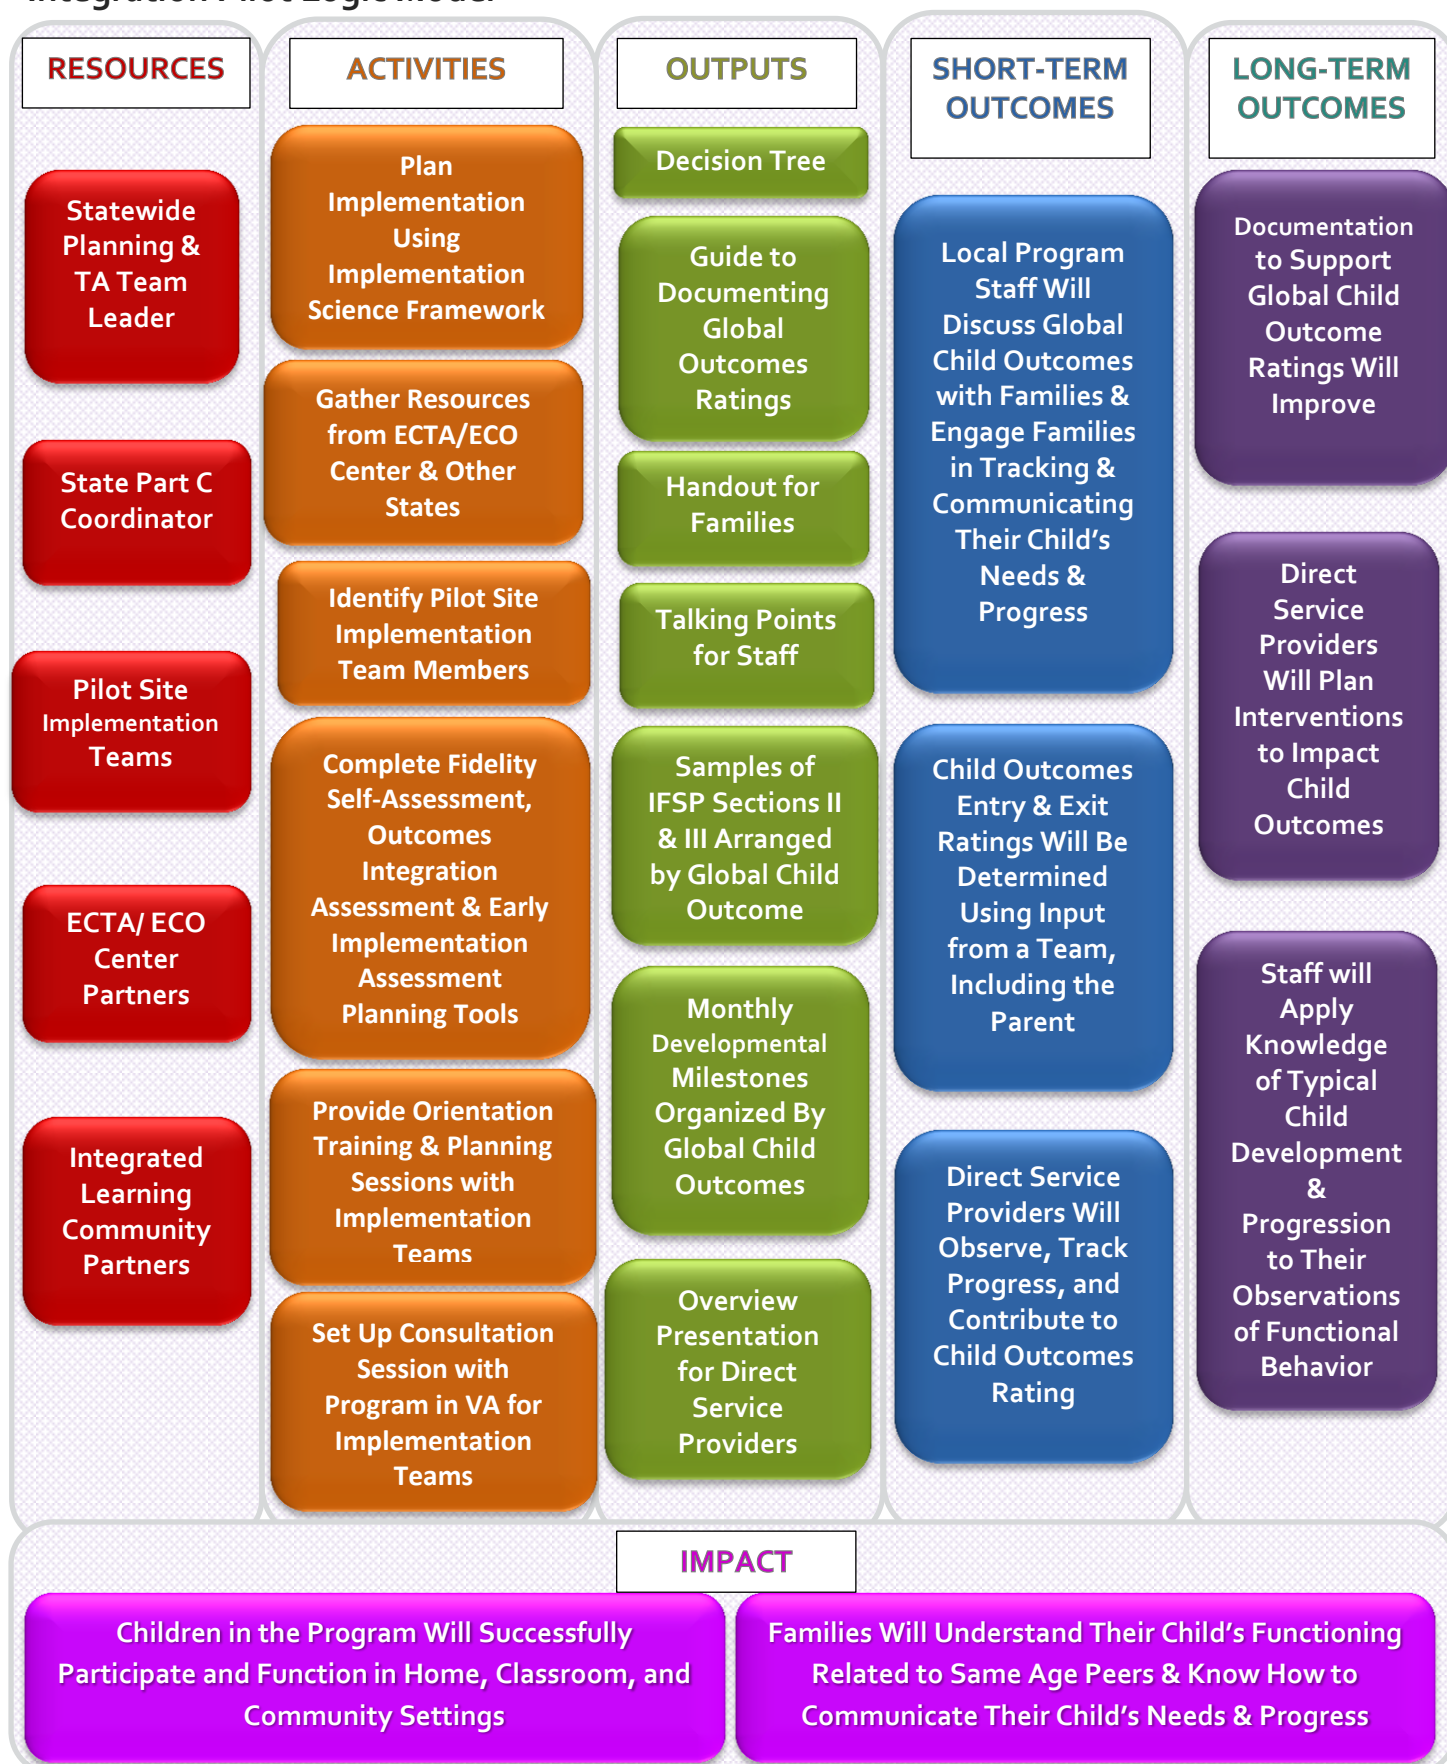 Integration Pilot Logic Model
RESOURCES
Statewide
Planning &
TA Team
Leader
State Part C
Coordinator
Pilot Site
Implementation
Teams
ECTA/ ECO
Center
Partners
Integrated
Learning
Community
Partners
ACTIVITIES
Plan
Implementation
Using
Implementation
Science Framework
Gather Resources
from ECTA/ECO
Center & Other
States
Identify Pilot Site
Implementation
Team Members
Complete Fidelity
Self-Assessment,
Outcomes
Integration
Assessment & Early
Implementation
Assessment
Planning Tools
Provide Orientation
Training & Planning
Sessions with
Implementation
Teams
Set Up Consultation
Session with
Program in VA for
Implementation
Teams
OUTPUTS
Decision Tree
Guide to
Documenting
Global
Outcomes
Ratings
Handout for
Families
Talking Points
for Staff
Samples of
IFSP Sections II
& III Arranged
by Global Child
Outcome
Monthly
Developmental
Milestones
Organized By
Global Child
Outcomes
Overview
Presentation
for Direct
Service
Providers
SHORT-TERM
OUTCOMES
Local Program
Staff Will
Discuss Global
Child Outcomes
with Families &
Engage Families
in Tracking &
Communicating
Their Child’s
Needs &
Progress
Child Outcomes
Entry & Exit
Ratings Will Be
Determined
Using Input
from a Team,
Including the
Parent
Direct Service
Providers Will
Observe, Track
Progress, and
Contribute to
Child Outcomes
Rating
LONG-TERM
OUTCOMES
Documentation
to Support
Global Child
Outcome
Ratings Will
Improve
Direct
Service
Providers
Will Plan
Interventions
to Impact
Child
Outcomes
Staff will
Apply
Knowledge
of Typical
Child
Development
&
Progression
to Their
Observations
of Functional
Behavior
IMPACT
Children in the Program Will Successfully
Participate and Function in Home, Classroom, and
Community Settings
Families Will Understand Their Child’s Functioning
Related to Same Age Peers & Know How to
Communicate Their Child’s Needs & Progress